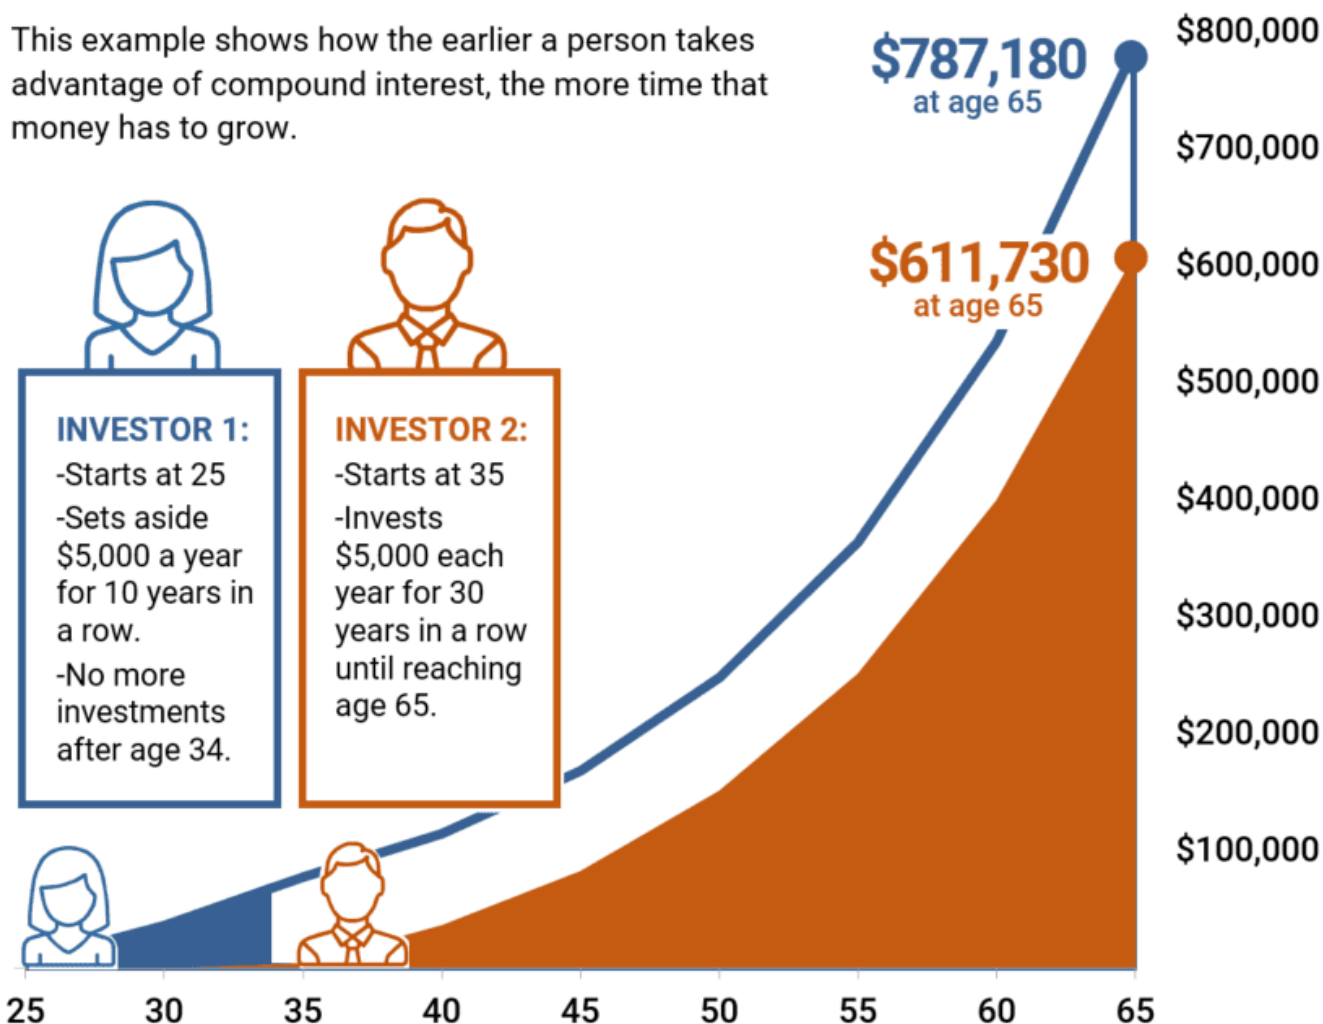 This example shows how the earlier a person takes
advantage of compound interest, the more time that
money has to grow.
$787,180
at age 65
$611,730
at age 65
INVESTOR 1:
-Starts at 25
-Sets aside
$5,000 a year
for 10 years in
a row.
-No more
investments
after age 34.
INVESTOR 2:
-Starts at 35
-Invests
$5,000 each
year for 30
years in a row
until reaching
age 65.
$800,000
$700,000
$600,000
$500,000
$400,000
$300,000
$200,000
$100,000
25 30 35 40 45 50 55 60 65